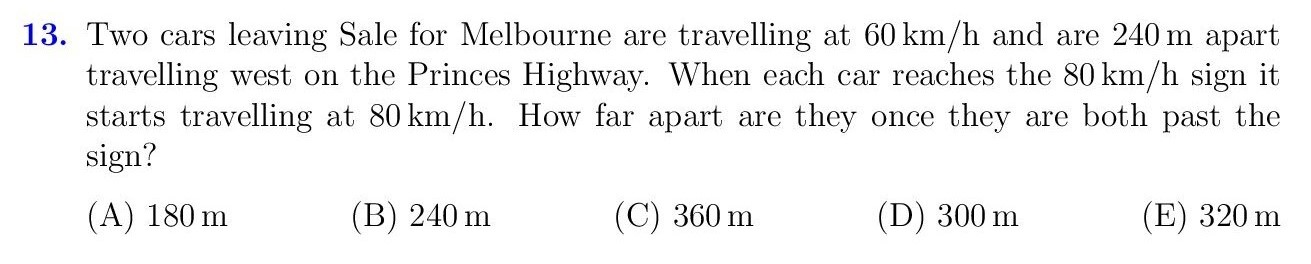 13. Two cars leaving Sale for Melbourne are travelling at 60 km/h and are 240 m apart
travelling west on the Princes Highway. When each car reaches the 80 km/h sign it
starts travelling at 80 km/h. How far apart are they once they are both past the
sign?
(A) 180 m (B) 240 m (C) 360 m (D) 300 m (E) 320 m